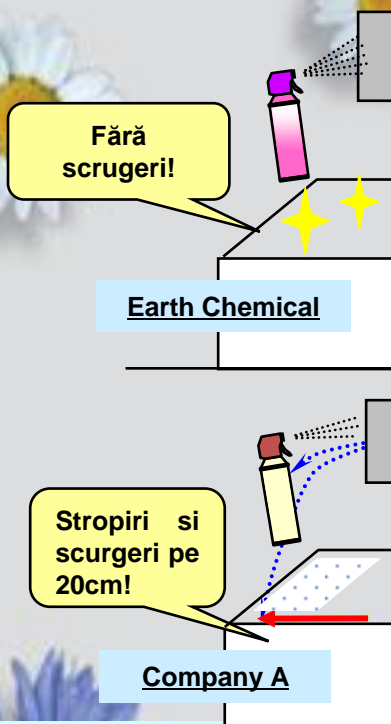 Fără
scrugeri!
Earth Chemical
Stropiri si
scurgeri pe
20cm!
Company A